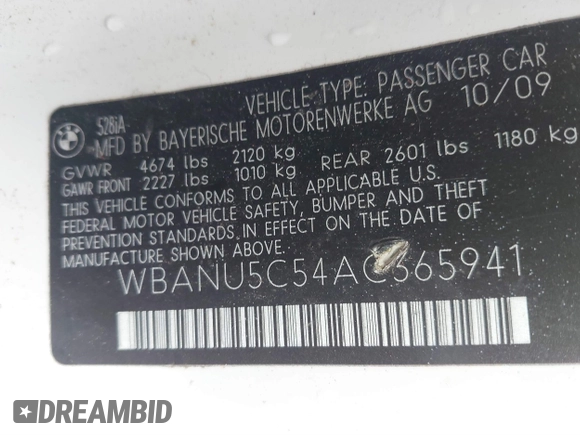 VEHICLE TYPE: PASSENGER CAR
528iA
MFD BY BAYERISCHE MOTORENWERKE AG 10/09
GVWR 4674 lbs 2120 kg
GAWR FRONT 2227 lbs 1010 kg REAR 2601 lbs 1180 kg
THIS VEHICLE CONFORMS TO ALL APPLICABLE U.S.
FEDERAL MOTOR VEHICLE SAFETY, BUMPER AND THEFT
PREVENTION STANDARDS IN EFFECT ON THE DATE OF
MANUFACTURE SHOWN ABOVE.
WBANU5C54AC365941
DREAMBID